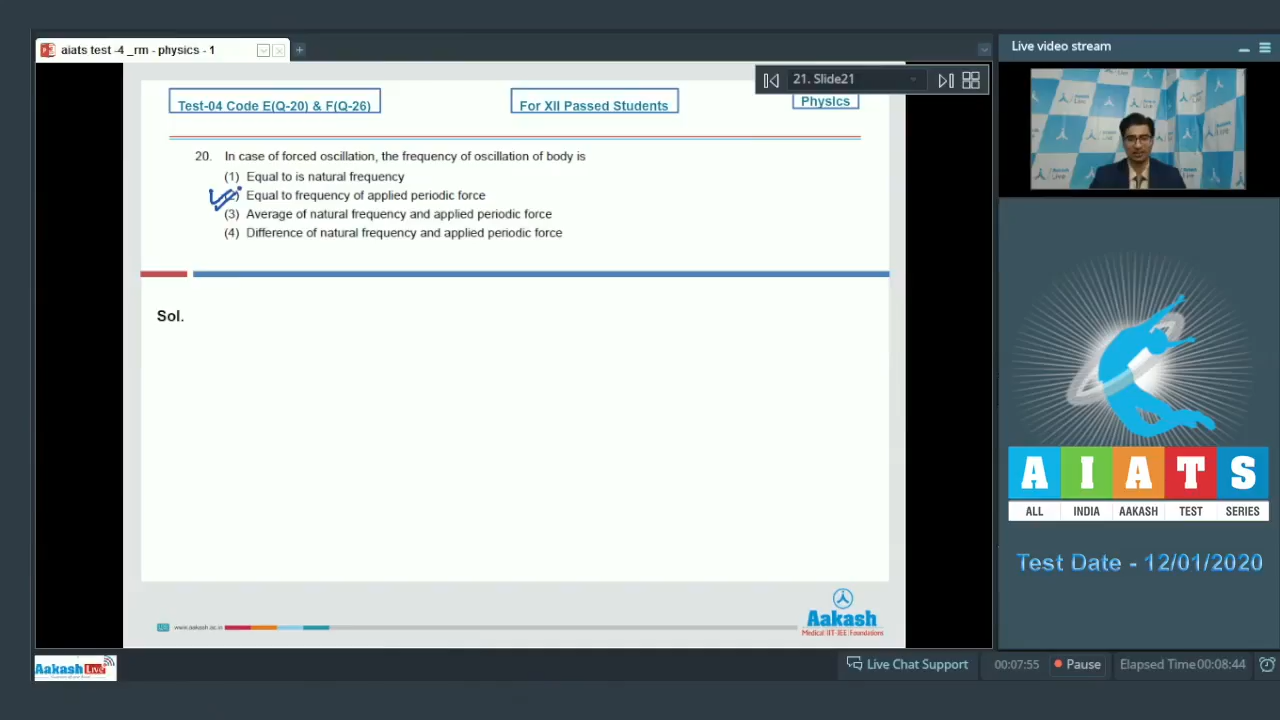 aiats test -4 _rm - physics - 1
Live video stream
21. Slide21
Test-04 Code E(Q-20) & F(Q-26)
For XII Passed Students
Physics
20. In case of forced oscillation, the frequency of oscillation of body is
(1) Equal to is natural frequency
(2) Equal to frequency of applied periodic force
(3) Average of natural frequency and applied periodic force
(4) Difference of natural frequency and applied periodic force
Sol.
A I A T S
ALL INDIA AAKASH TEST SERIES
Test Date - 12/01/2020
www.aakash.ac.in
Aakash
Medical|IIT-JEE|Foundations
Aakash Live
Live Chat Support
00:07:55
Pause
Elapsed Time 00:08:44